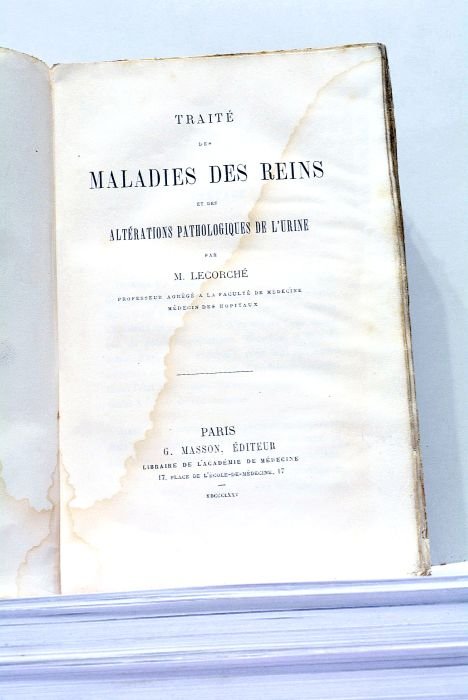 TRAITÉ
DES
MALADIES DES REINS
ET DES
ALTÉRATIONS PATHOLOGIQUES DE L'URINE
PAR
M. LECORCHÉ
PROFESSEUR AGRÉGÉ A LA FACULTÉ DE MÉDECINE
MÉDECIN DES HOPITAUX
PARIS
G. MASSON, ÉDITEUR
LIBRAIRE DE L'ACADÉMIE DE MÉDECINE
17, PLACE DE L'ÉCOLE-DE-MÉDECINE, 17
MDCCCLXXV